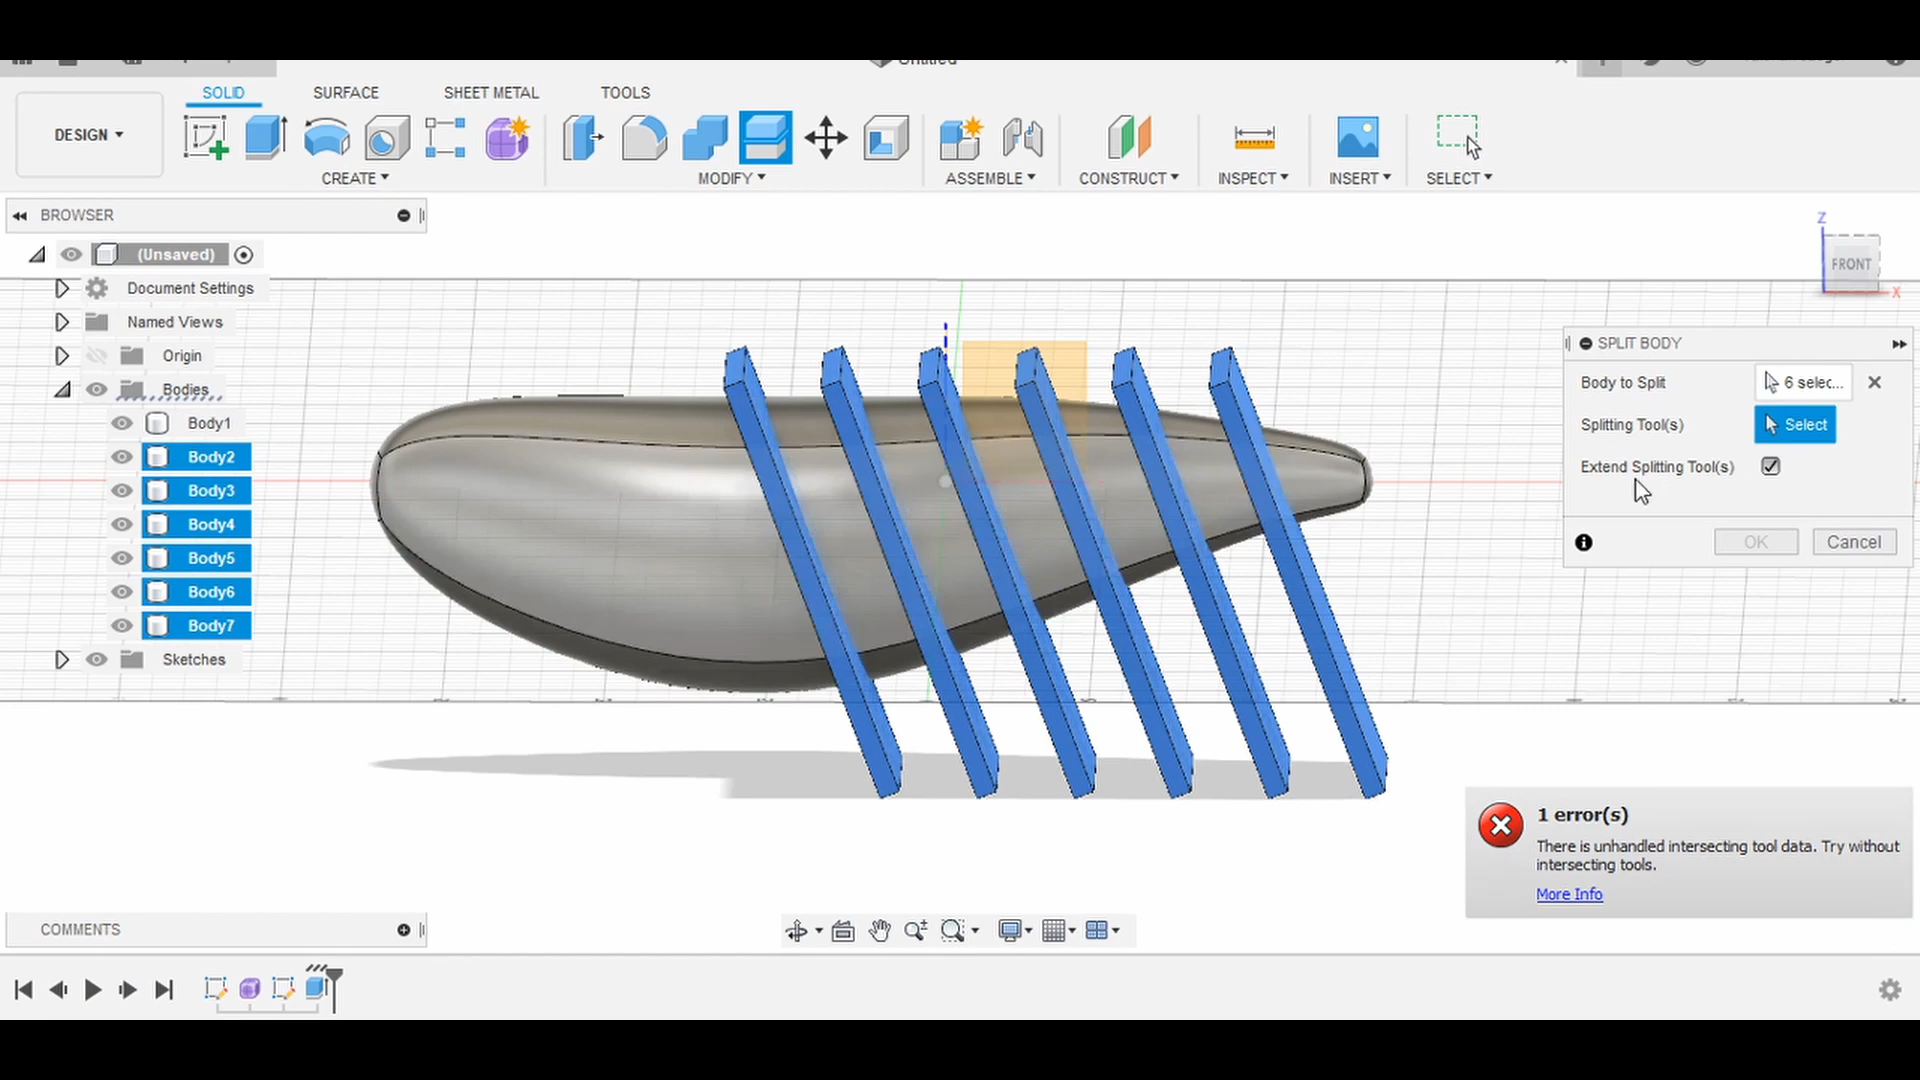 Untitled
SOLID SURFACE SHEET METAL TOOLS
DESIGN
CREATE MODIFY ASSEMBLE CONSTRUCT INSPECT INSERT SELECT
BROWSER
(Unsaved)
Document Settings
Named Views
Origin
Bodies
Body1
Body2
Body3
Body4
Body5
Body6
Body7
Sketches
Z
FRONT
X
SPLIT BODY
Body to Split 6 selec...
Splitting Tool(s) Select
Extend Splitting Tool(s)
OK Cancel
1 error(s)
There is unhandled intersecting tool data. Try without
intersecting tools.
More Info
COMMENTS